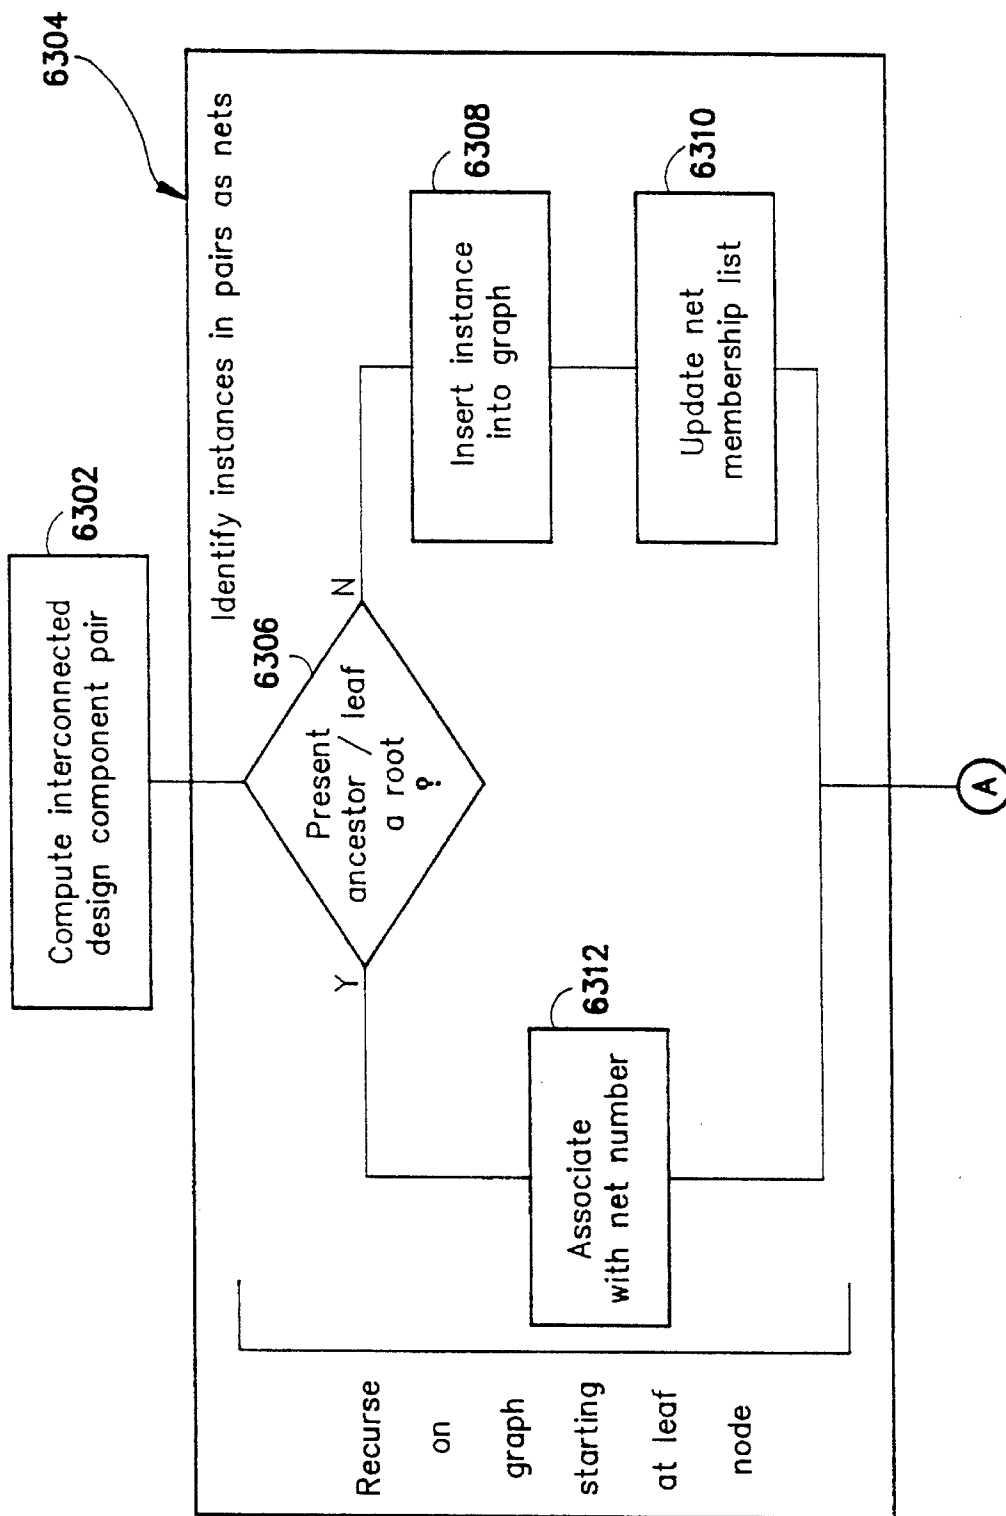 6302
Compute interconnected
design component pair
6304
Identify instances in pairs as nets
6306
Present
ancestor / leaf
a root
?
Y
N
6308
Insert instance
into graph
6310
Update net
membership list
6312
Associate
with net number
Recurse
on
graph
starting
at leaf
node
A